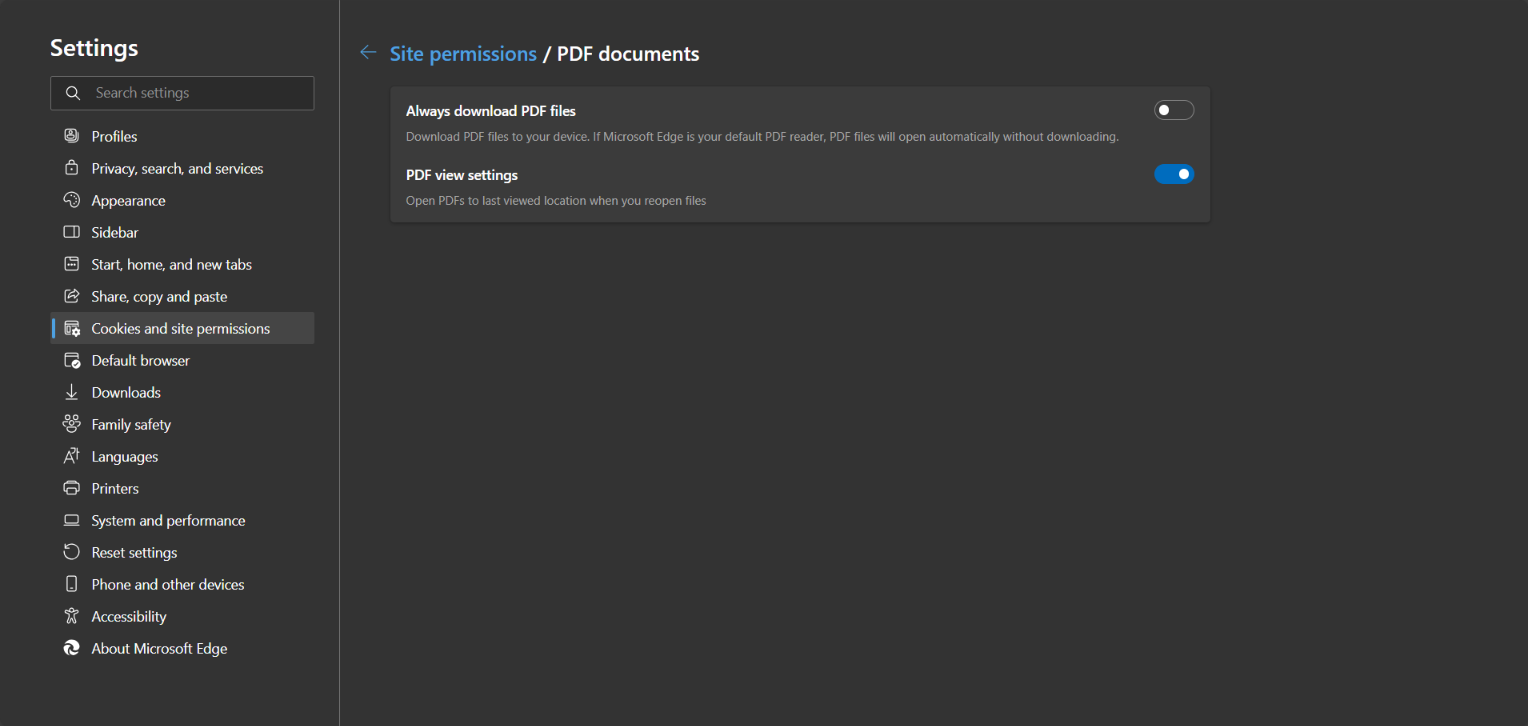 Settings
Search settings
Profiles
Privacy, search, and services
Appearance
Sidebar
Start, home, and new tabs
Share, copy and paste
Cookies and site permissions
Default browser
Downloads
Family safety
Languages
Printers
System and performance
Reset settings
Phone and other devices
Accessibility
About Microsoft Edge
Site permissions / PDF documents
Always download PDF files
Download PDF files to your device. If Microsoft Edge is your default PDF reader, PDF files will open automatically without downloading.
PDF view settings
Open PDFs to last viewed location when you reopen files